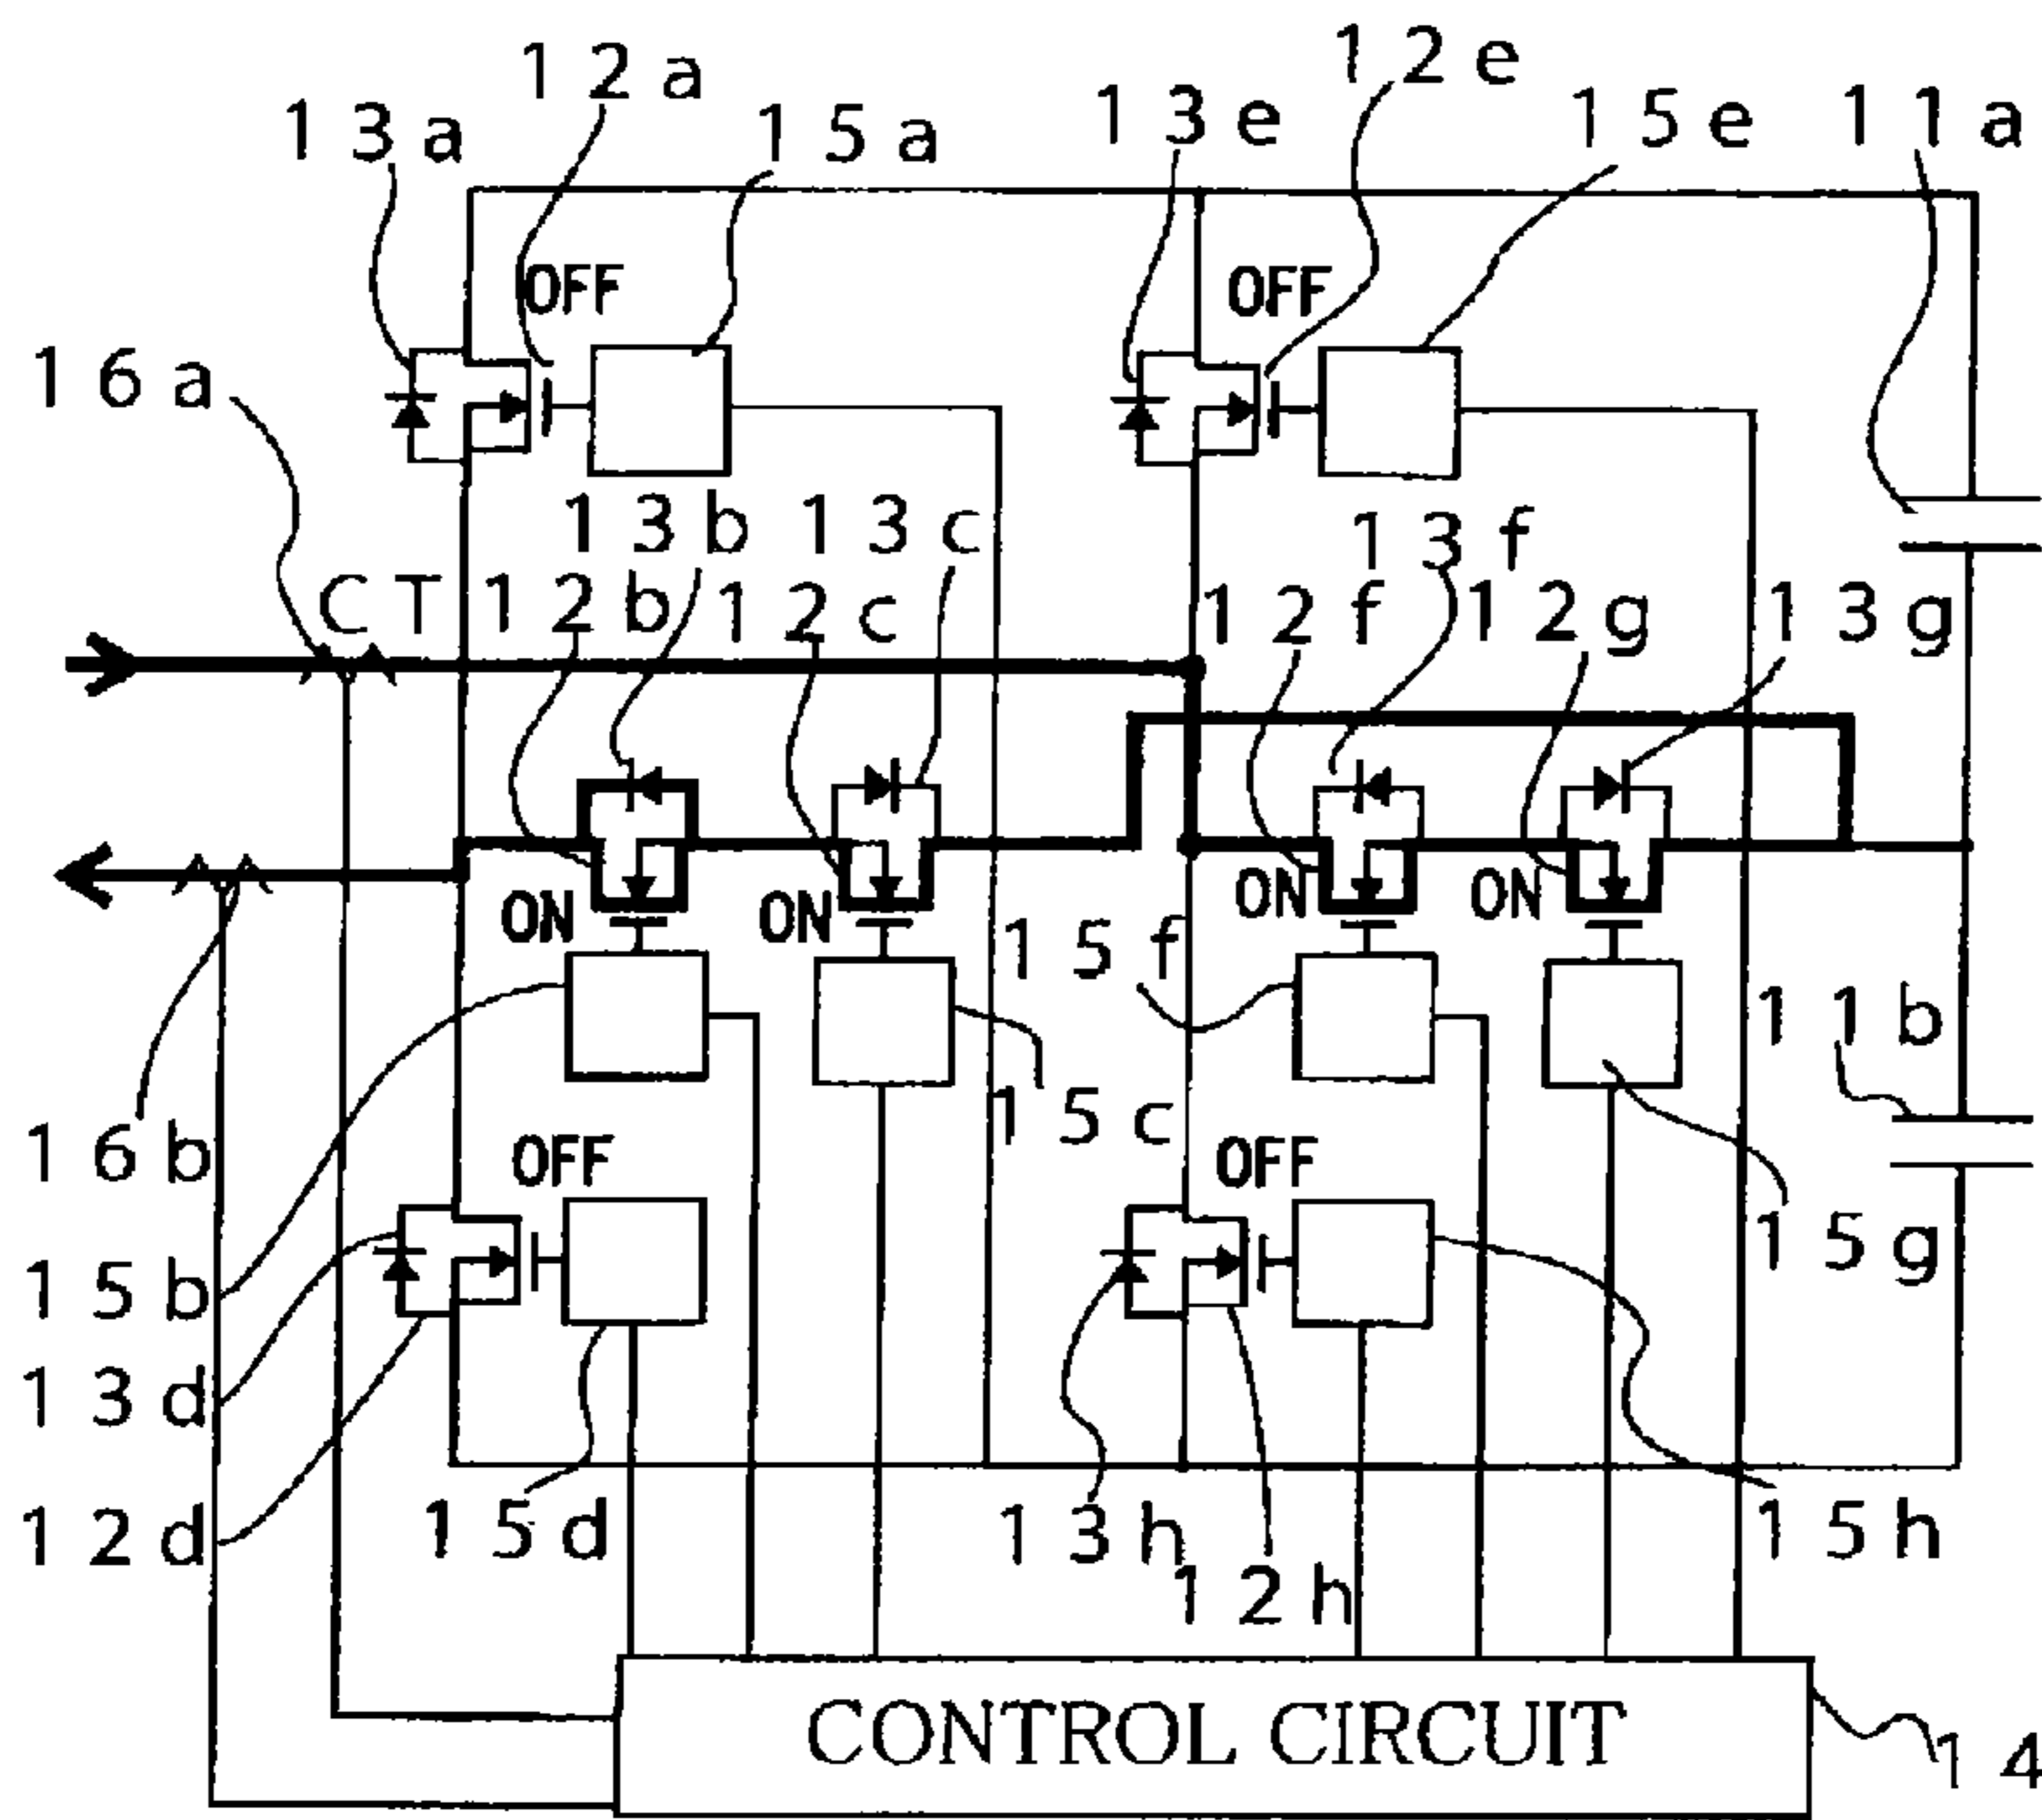 12a
12e
13a
15a
13e
15e
11a
OFF
OFF
16a
13b
13c
13f
CT
12b
12c
12f
12g
13g
ON
ON
ON
ON
15f
11b
15c
16b
OFF
OFF
15g
15b
13d
12d
15d
13h
15h
12h
CONTROL CIRCUIT
14